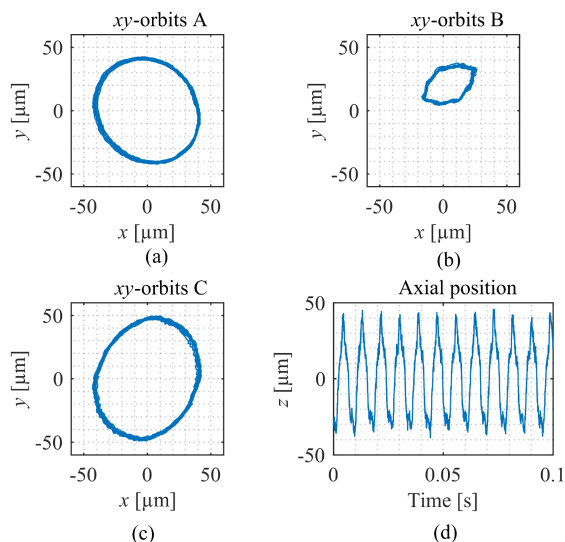 xy-orbits A
xy-orbits B
50
0
-50
y [µm]
-50
0
50
x [µm]
(a)
50
0
-50
y [µm]
-50
0
50
x [µm]
(b)
xy-orbits C
Axial position
50
0
-50
y [µm]
-50
0
50
x [µm]
(c)
50
0
-50
z [µm]
0
0.05
0.1
Time [s]
(d)